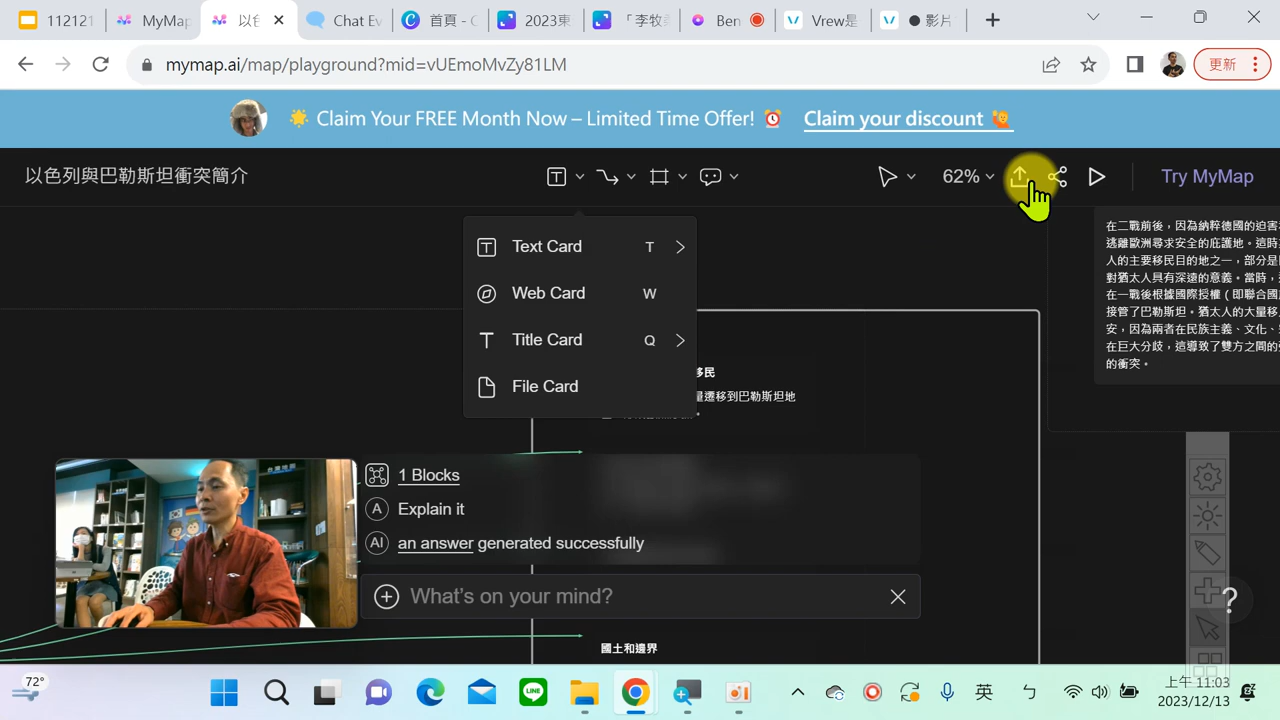 112121
MyMap
以色
Chat Ev
首頁 - C
2023東
「李牧
Ben
Vrew是
影片
mymap.ai/map/playground?mid=vUEmoMvZy81LM
更新
Claim Your FREE Month Now – Limited Time Offer!
Claim your discount
以色列與巴勒斯坦衝突簡介
62%
Try MyMap
Text Card T
Web Card W
Title Card Q
File Card
在二戰前後，因為納粹德國的迫害
逃離歐洲尋求安全的庇護地。這時
人的主要移民目的地之一，部分是
對猶太人具有深遠的意義。當時，
在一戰後根據國際授權（即聯合國
接管了巴勒斯坦。猶太人的大量移
安，因為兩者在民族主義、文化、
在巨大分歧，這導致了雙方之間的
的衝突。
移民
量遷移到巴勒斯坦地
1 Blocks
A Explain it
AI an answer generated successfully
What's on your mind?
國土和邊界
?
72°
LINE
英
ㄅ
上午 11:03
2023/12/13